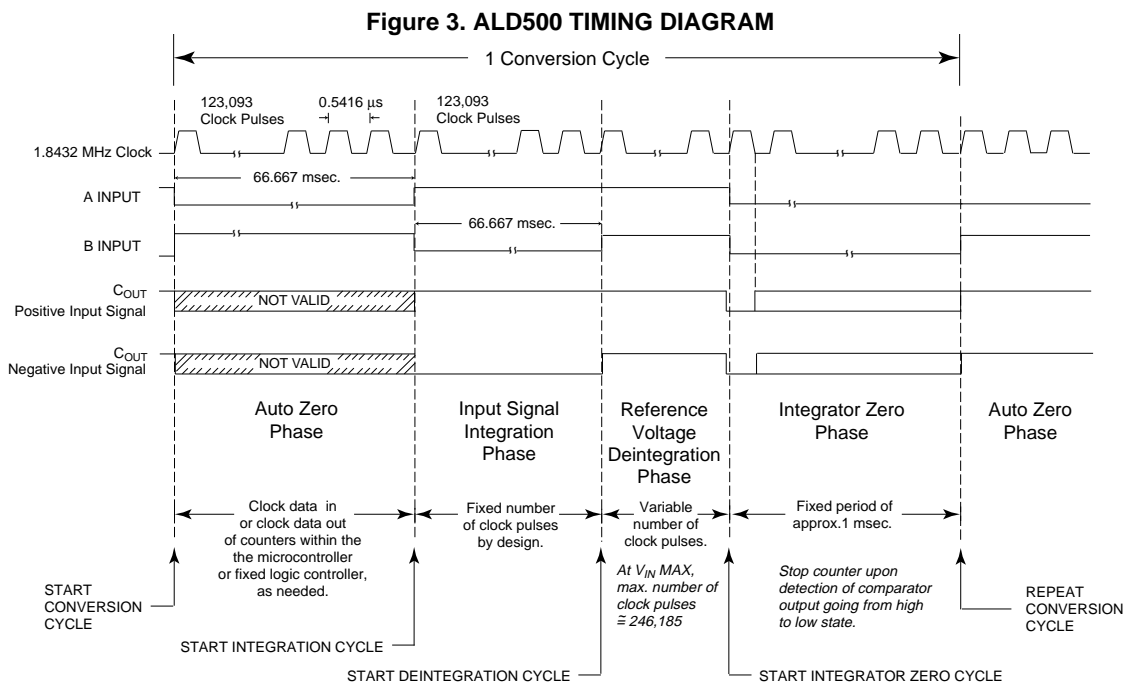 Figure 3. ALD500 TIMING DIAGRAM
1 Conversion Cycle
123,093
Clock Pulses
0.5416 µs
123,093
Clock Pulses
1.8432 MHz Clock
66.667 msec.
A INPUT
66.667 msec.
B INPUT
COUT
Positive Input Signal
NOT VALID
COUT
Negative Input Signal
NOT VALID
Auto Zero
Phase
Input Signal
Integration
Phase
Reference
Voltage
Deintegration
Phase
Integrator Zero
Phase
Auto Zero
Phase
Clock data in
or clock data out
of counters within the
the microcontroller
or fixed logic controller,
as needed.
Fixed number
of clock pulses
by design.
Variable
number of
clock pulses.
At VIN MAX,
max. number of
clock pulses
≅ 246,185
Fixed period of
approx.1 msec.
Stop counter upon
detection of comparator
output going from high
to low state.
START
CONVERSION
CYCLE
REPEAT
CONVERSION
CYCLE
START INTEGRATION CYCLE
START DEINTEGRATION CYCLE
START INTEGRATOR ZERO CYCLE